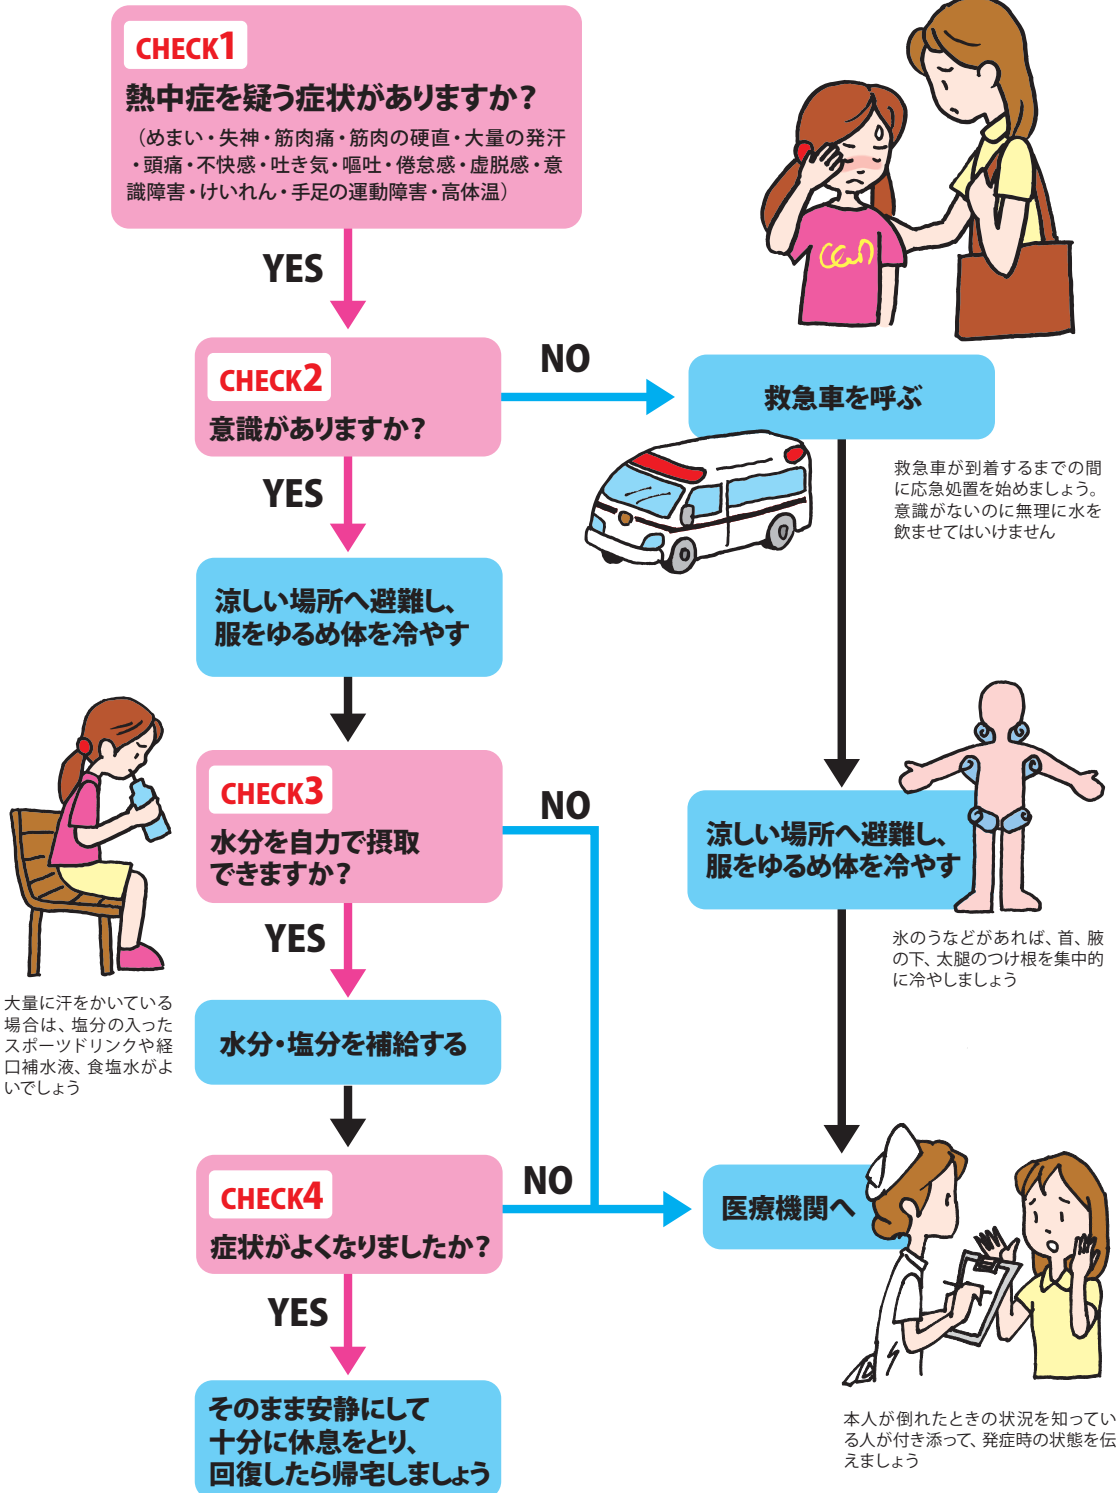 CHECK1
熱中症を疑う症状がありますか？
（めまい・失神・筋肉痛・筋肉の硬直・大量の発汗
・頭痛・不快感・吐き気・嘔吐・倦怠感・虚脱感・意
識障害・けいれん・手足の運動障害・高体温）
YES
CHECK2
意識がありますか？
NO
救急車を呼ぶ
救急車が到着するまでの間
に応急処置を始めましょう。
意識がないのに無理に水を
飲ませてはいけません
YES
涼しい場所へ避難し、
服をゆるめ体を冷やす
CHECK3
水分を自力で摂取
できますか？
NO
涼しい場所へ避難し、
服をゆるめ体を冷やす
氷のうなどがあれば、首、腋
の下、太腿のつけ根を集中的
に冷やしましょう
YES
大量に汗をかいている
場合は、塩分の入った
スポーツドリンクや経
口補水液、食塩水がよ
いでしょう
水分・塩分を補給する
CHECK4
症状がよくなりましたか？
NO
医療機関へ
YES
本人が倒れたときの状況を知ってい
る人が付き添って、発症時の状態を伝
えましょう
そのまま安静にして
十分に休息をとり、
回復したら帰宅しましょう